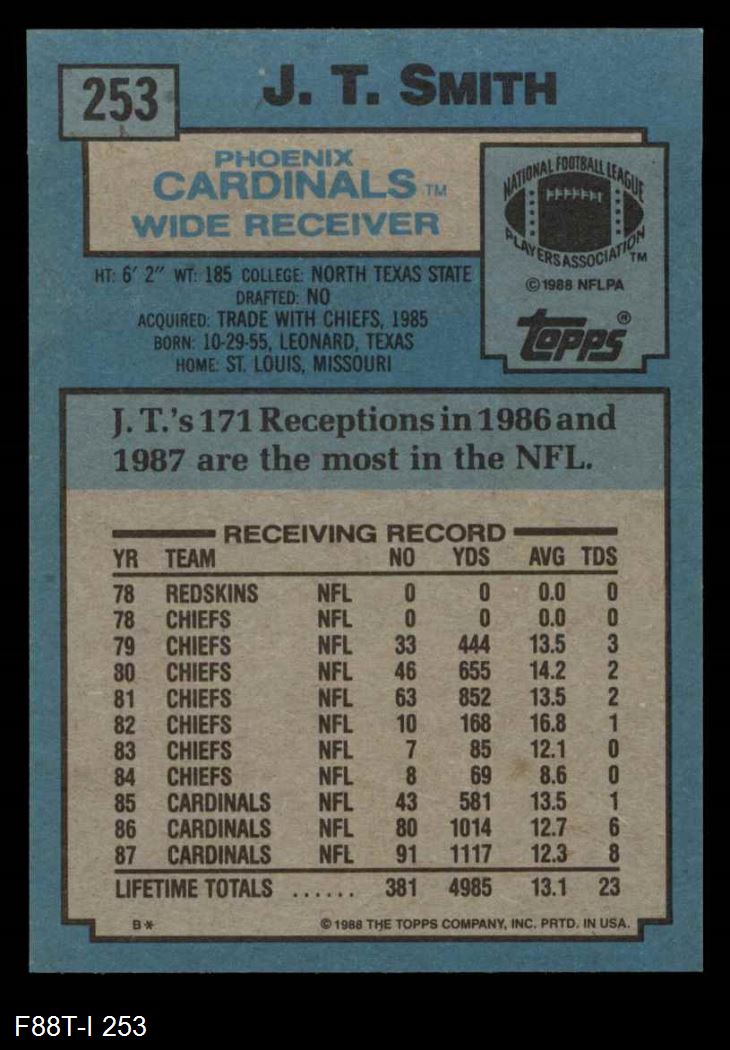 253
J. T. SMITH
PHOENIX
CARDINALS TM
WIDE RECEIVER
NATIONAL FOOTBALL LEAGUE
PLAYERS ASSOCIATION TM
© 1988 NFLPA
topps®
HT: 6' 2" WT: 185 COLLEGE: NORTH TEXAS STATE
DRAFTED: NO
ACQUIRED: TRADE WITH CHIEFS, 1985
BORN: 10-29-55, LEONARD, TEXAS
HOME: ST. LOUIS, MISSOURI
J. T.'s 171 Receptions in 1986 and
1987 are the most in the NFL.
RECEIVING RECORD
YR TEAM NO YDS AVG TDS
78 REDSKINS NFL 0 0 0.0 0
78 CHIEFS NFL 0 0 0.0 0
79 CHIEFS NFL 33 444 13.5 3
80 CHIEFS NFL 46 655 14.2 2
81 CHIEFS NFL 63 852 13.5 2
82 CHIEFS NFL 10 168 16.8 1
83 CHIEFS NFL 7 85 12.1 0
84 CHIEFS NFL 8 69 8.6 0
85 CARDINALS NFL 43 581 13.5 1
86 CARDINALS NFL 80 1014 12.7 6
87 CARDINALS NFL 91 1117 12.3 8
LIFETIME TOTALS ...... 381 4985 13.1 23
B* © 1988 THE TOPPS COMPANY, INC. PRTD. IN USA.
F88T-I 253